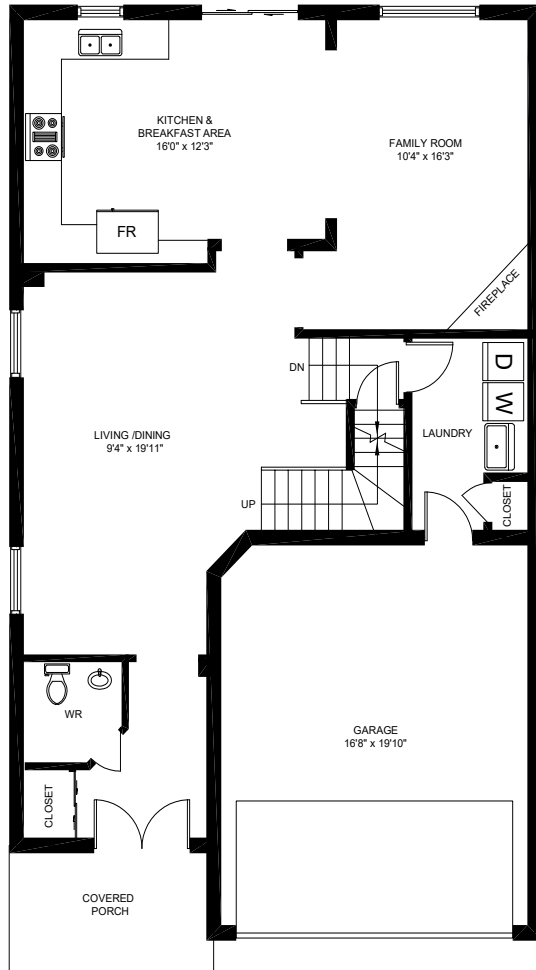 KITCHEN &
BREAKFAST AREA
16'0" x 12'3"
FAMILY ROOM
10'4" x 16'3"
FR
FIREPLACE
DN
D
W
LIVING /DINING
9'4" x 19'11"
LAUNDRY
UP
CLOSET
WR
GARAGE
16'8" x 19'10"
CLOSET
COVERED
PORCH